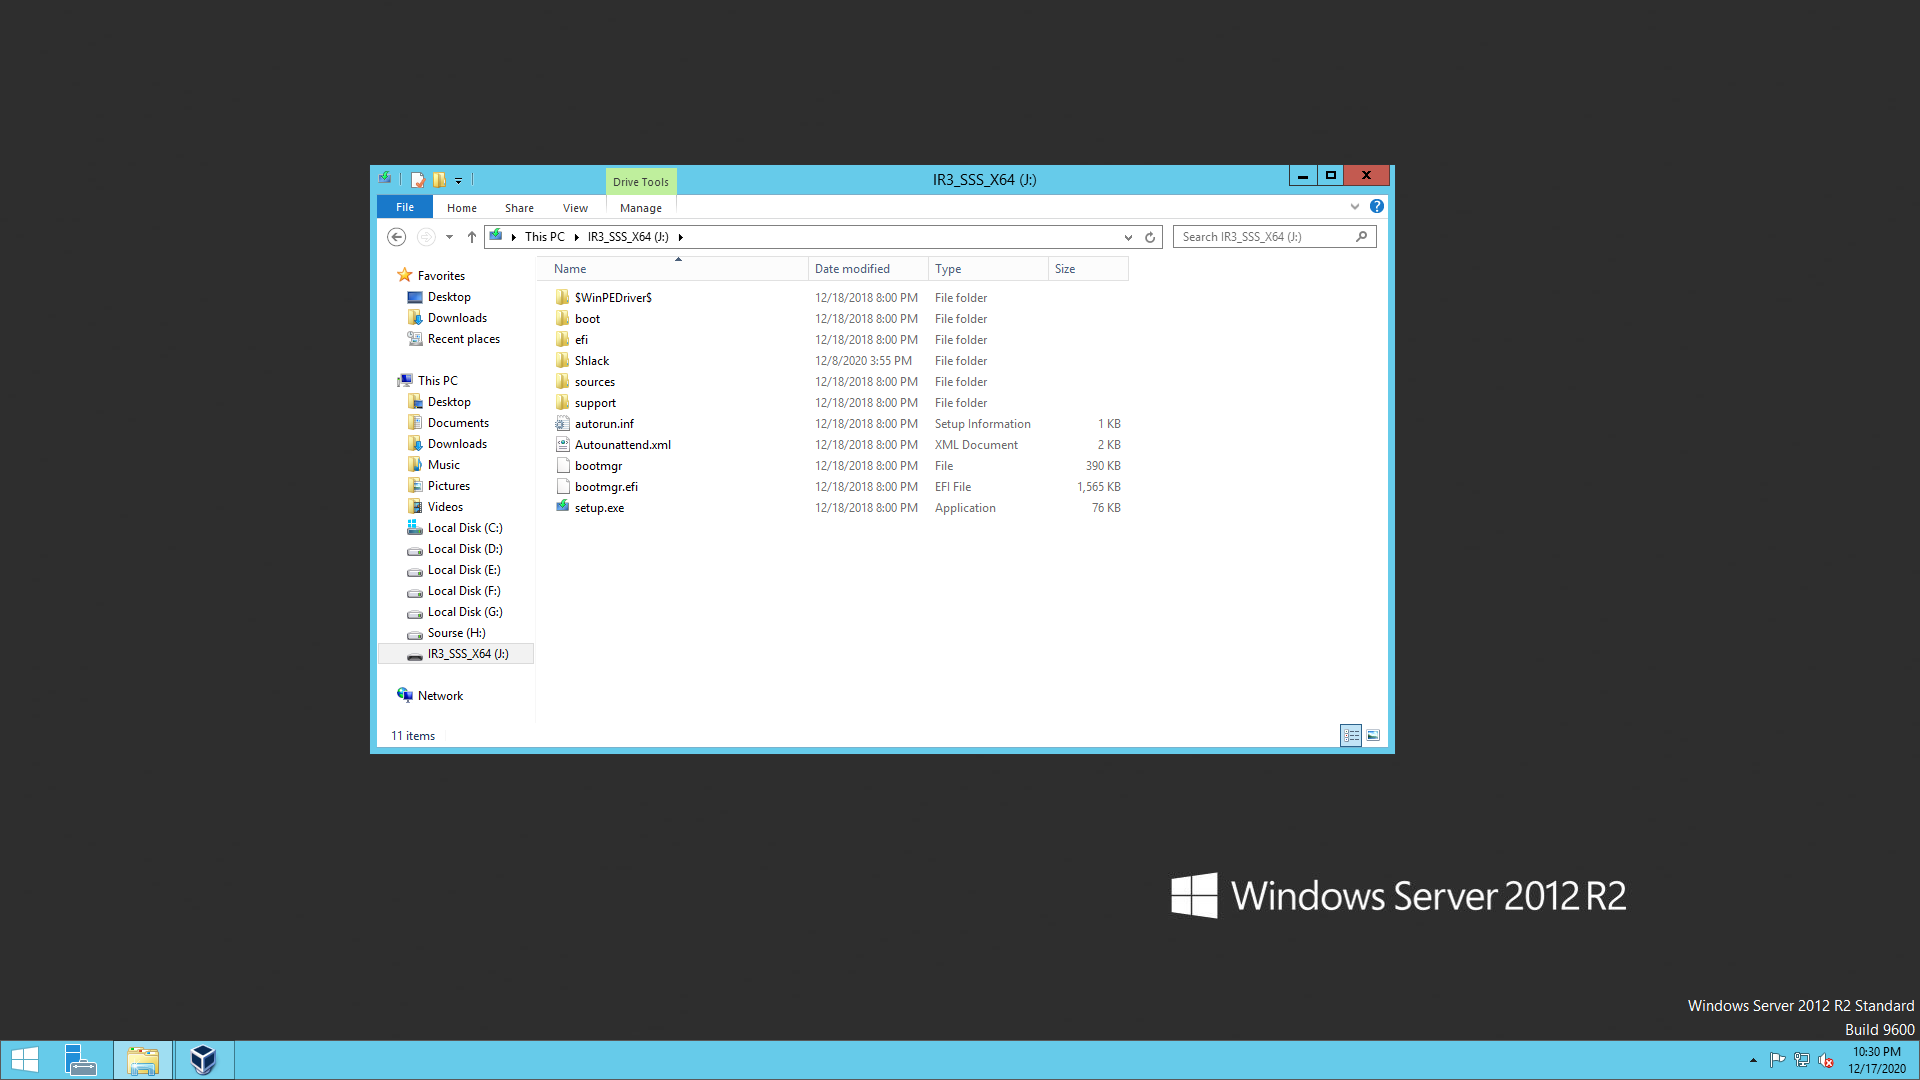 Drive Tools
IR3_SSS_X64 (J:)
File Home Share View Manage
This PC IR3_SSS_X64 (J:)
Search IR3_SSS_X64 (J:)
Name Date modified Type Size
Favorites
Desktop
Downloads
Recent places
This PC
Desktop
Documents
Downloads
Music
Pictures
Videos
Local Disk (C:)
Local Disk (D:)
Local Disk (E:)
Local Disk (F:)
Local Disk (G:)
Sourse (H:)
IR3_SSS_X64 (J:)
Network
$WinPEDriver$ 12/18/2018 8:00 PM File folder
boot 12/18/2018 8:00 PM File folder
efi 12/18/2018 8:00 PM File folder
Shlack 12/8/2020 3:55 PM File folder
sources 12/18/2018 8:00 PM File folder
support 12/18/2018 8:00 PM File folder
autorun.inf 12/18/2018 8:00 PM Setup Information 1 KB
Autounattend.xml 12/18/2018 8:00 PM XML Document 2 KB
bootmgr 12/18/2018 8:00 PM File 390 KB
bootmgr.efi 12/18/2018 8:00 PM EFI File 1,565 KB
setup.exe 12/18/2018 8:00 PM Application 76 KB
11 items
Windows Server 2012 R2
Windows Server 2012 R2 Standard
Build 9600
10:30 PM
12/17/2020